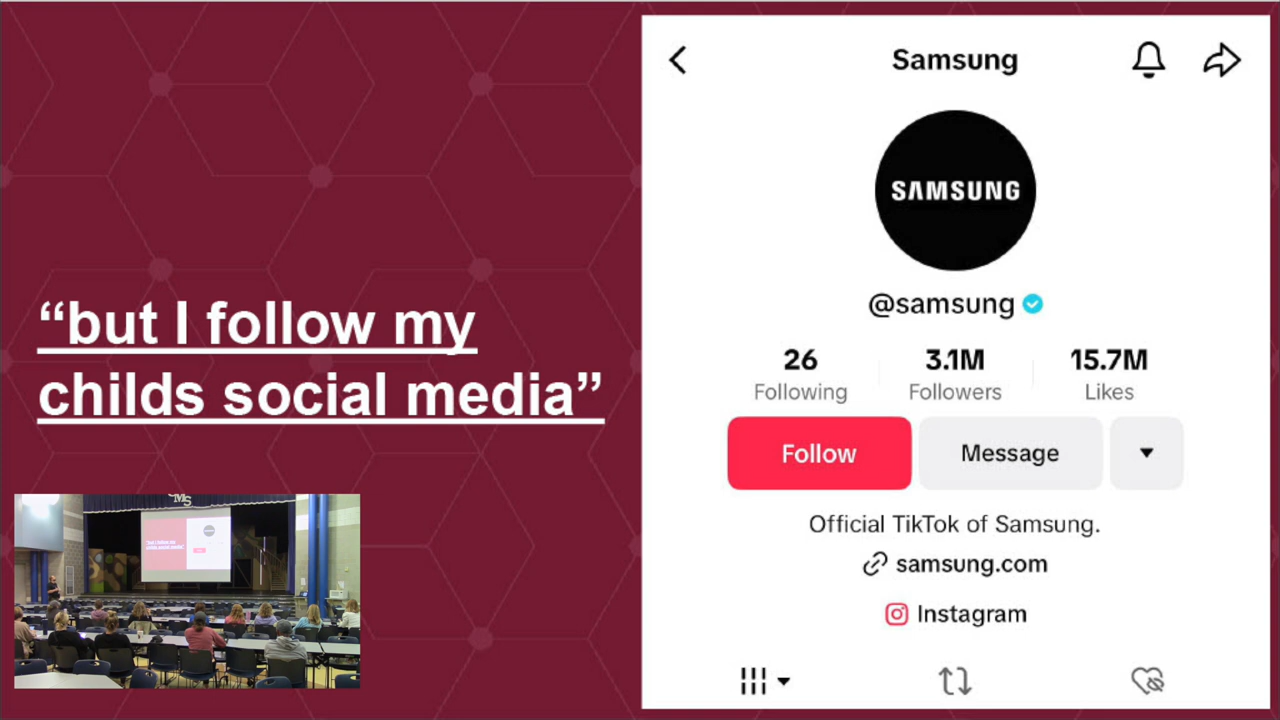 “but I follow my
childs social media”
Samsung
SAMSUNG
@samsung
26
Following
3.1M
Followers
15.7M
Likes
Follow
Message
Official TikTok of Samsung.
samsung.com
Instagram